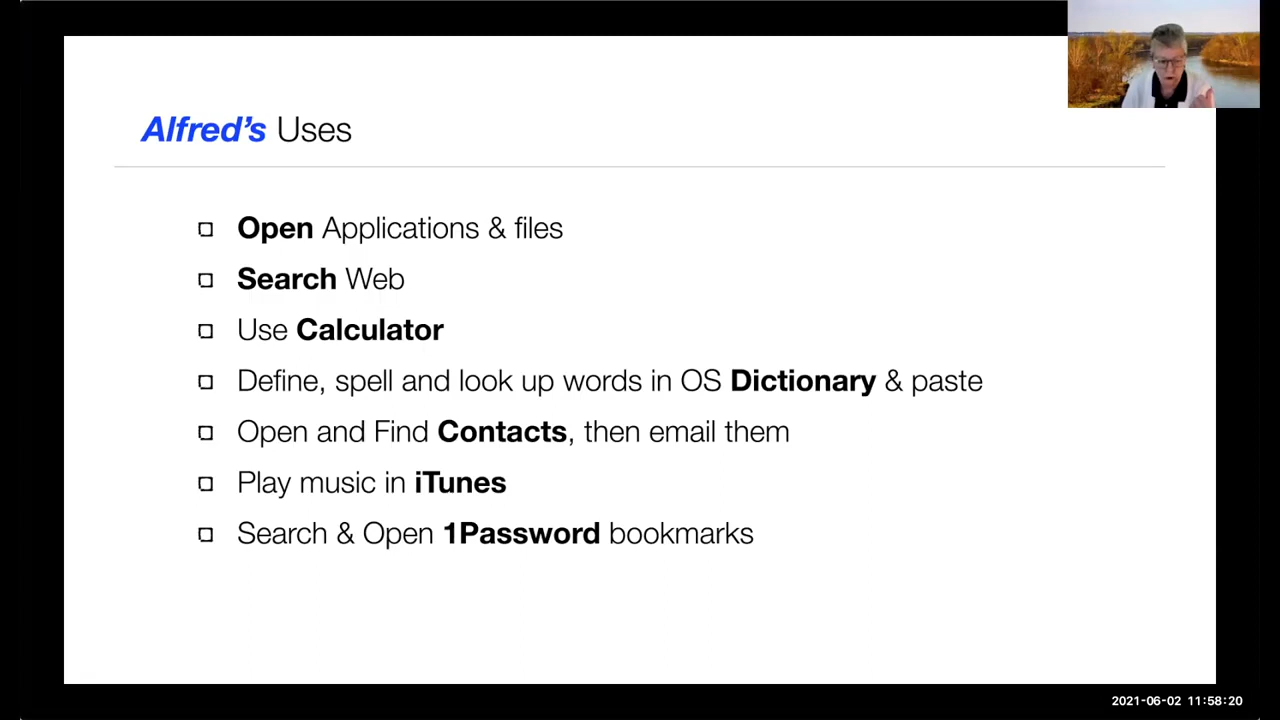 Alfred's Uses
Open Applications & files
Search Web
Use Calculator
Define, spell and look up words in OS Dictionary & paste
Open and Find Contacts, then email them
Play music in iTunes
Search & Open 1Password bookmarks
2021-06-02 11:58:20